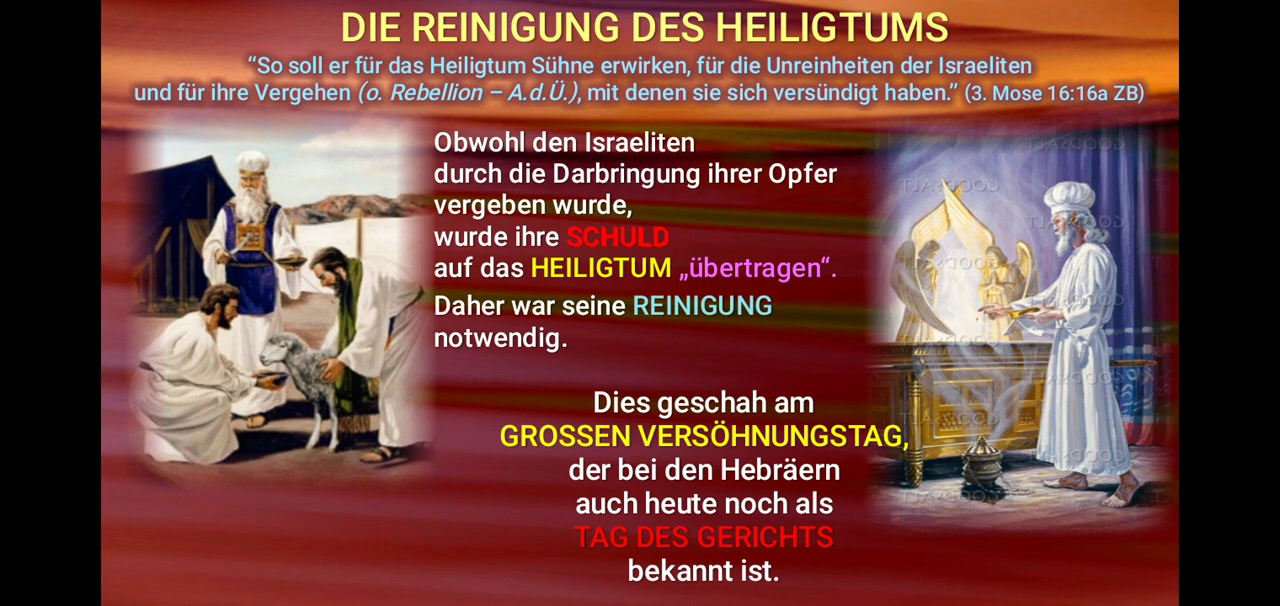 DIE REINIGUNG DES HEILIGTUMS
“So soll er für das Heiligtum Sühne erwirken, für die Unreinheiten der Israeliten
und für ihre Vergehen (o. Rebellion – A.d.Ü.), mit denen sie sich versündigt haben.” (3. Mose 16:16a ZB)
Obwohl den Israeliten
durch die Darbringung ihrer Opfer
vergeben wurde,
wurde ihre SCHULD
auf das HEILIGTUM „übertragen“.
Daher war seine REINIGUNG
notwendig.
Dies geschah am
GROSSEN VERSÖHNUNGSTAG,
der bei den Hebräern
auch heute noch als
TAG DES GERICHTS
bekannt ist.